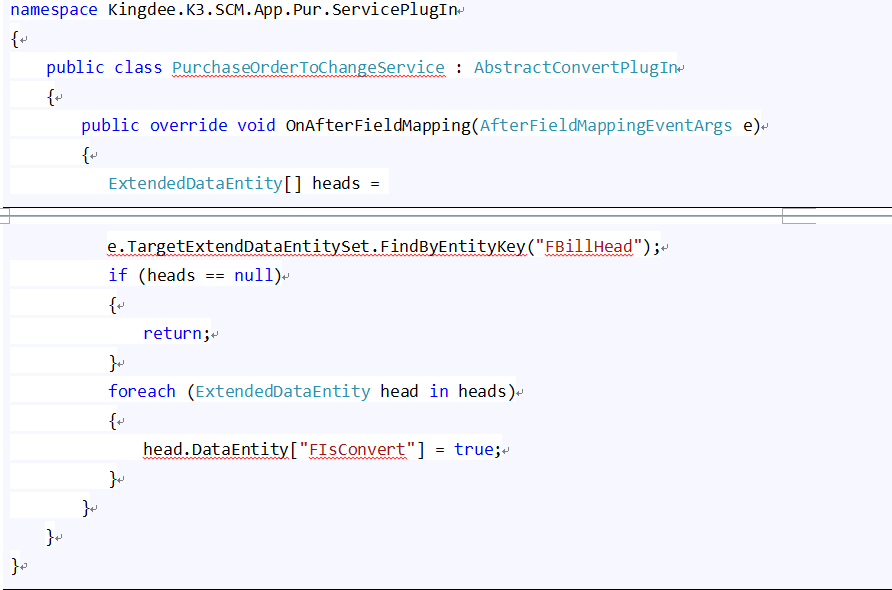 namespace Kingdee.K3.SCM.App.Pur.ServicePlugIn
{
public class PurchaseOrderToChangeService : AbstractConvertPlugIn
{
public override void OnAfterFieldMapping(AfterFieldMappingEventArgs e)
{
ExtendedDataEntity[] heads =
e.TargetExtendDataEntitySet.FindByEntityKey("FBillHead");
if (heads == null)
{
return;
}
foreach (ExtendedDataEntity head in heads)
{
head.DataEntity["FIsConvert"] = true;
}
}
}
}